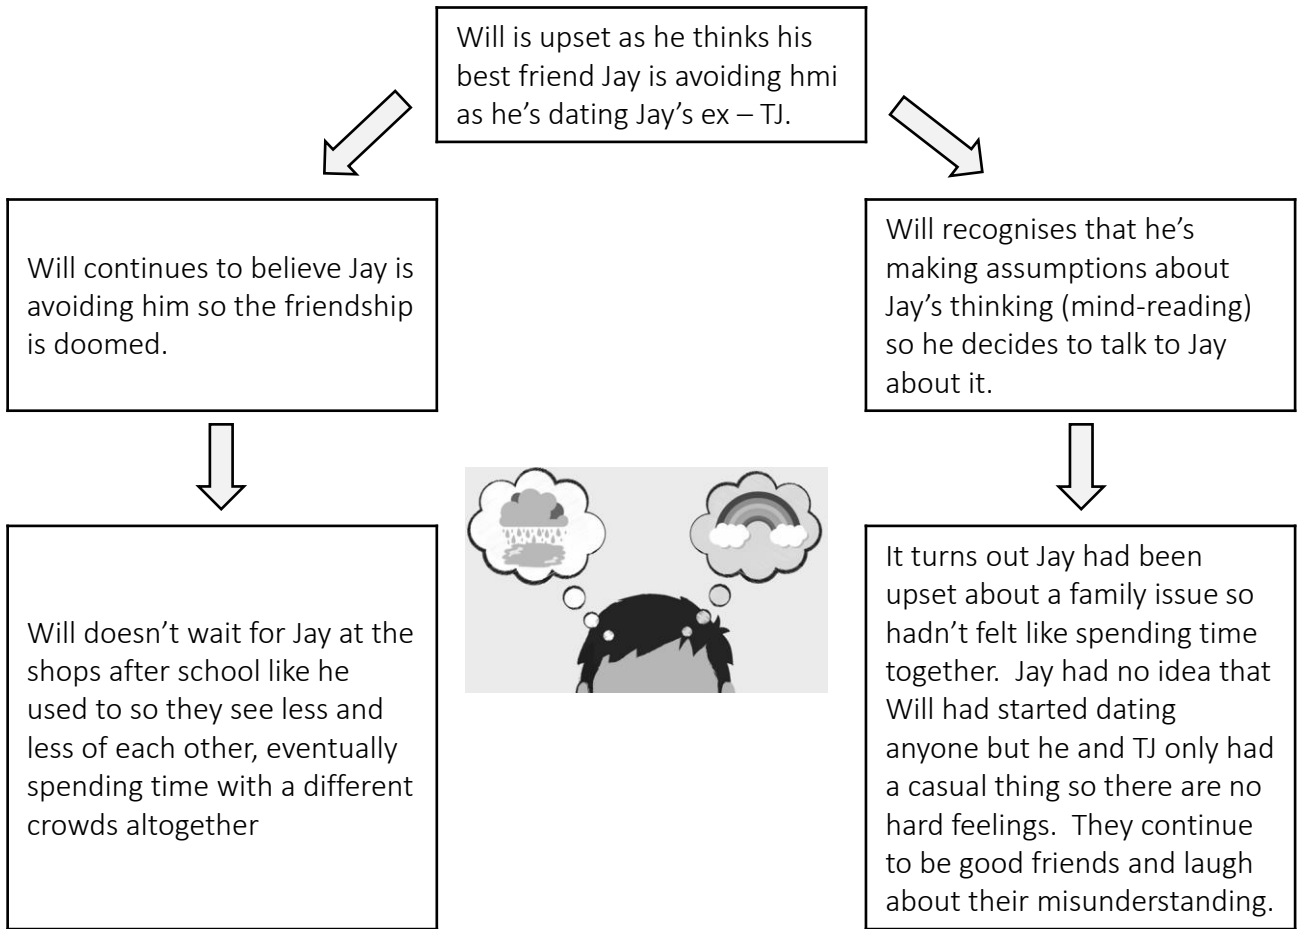 Will is upset as he thinks his
best friend Jay is avoiding hmi
as he's dating Jay's ex – TJ.
Will continues to believe Jay is
avoiding him so the friendship
is doomed.
Will recognises that he's
making assumptions about
Jay's thinking (mind-reading)
so he decides to talk to Jay
about it.
Will doesn't wait for Jay at the
shops after school like he
used to so they see less and
less of each other, eventually
spending time with a different
crowds altogether
It turns out Jay had been
upset about a family issue so
hadn't felt like spending time
together.  Jay had no idea that
Will had started dating
anyone but he and TJ only had
a casual thing so there are no
hard feelings.  They continue
to be good friends and laugh
about their misunderstanding.